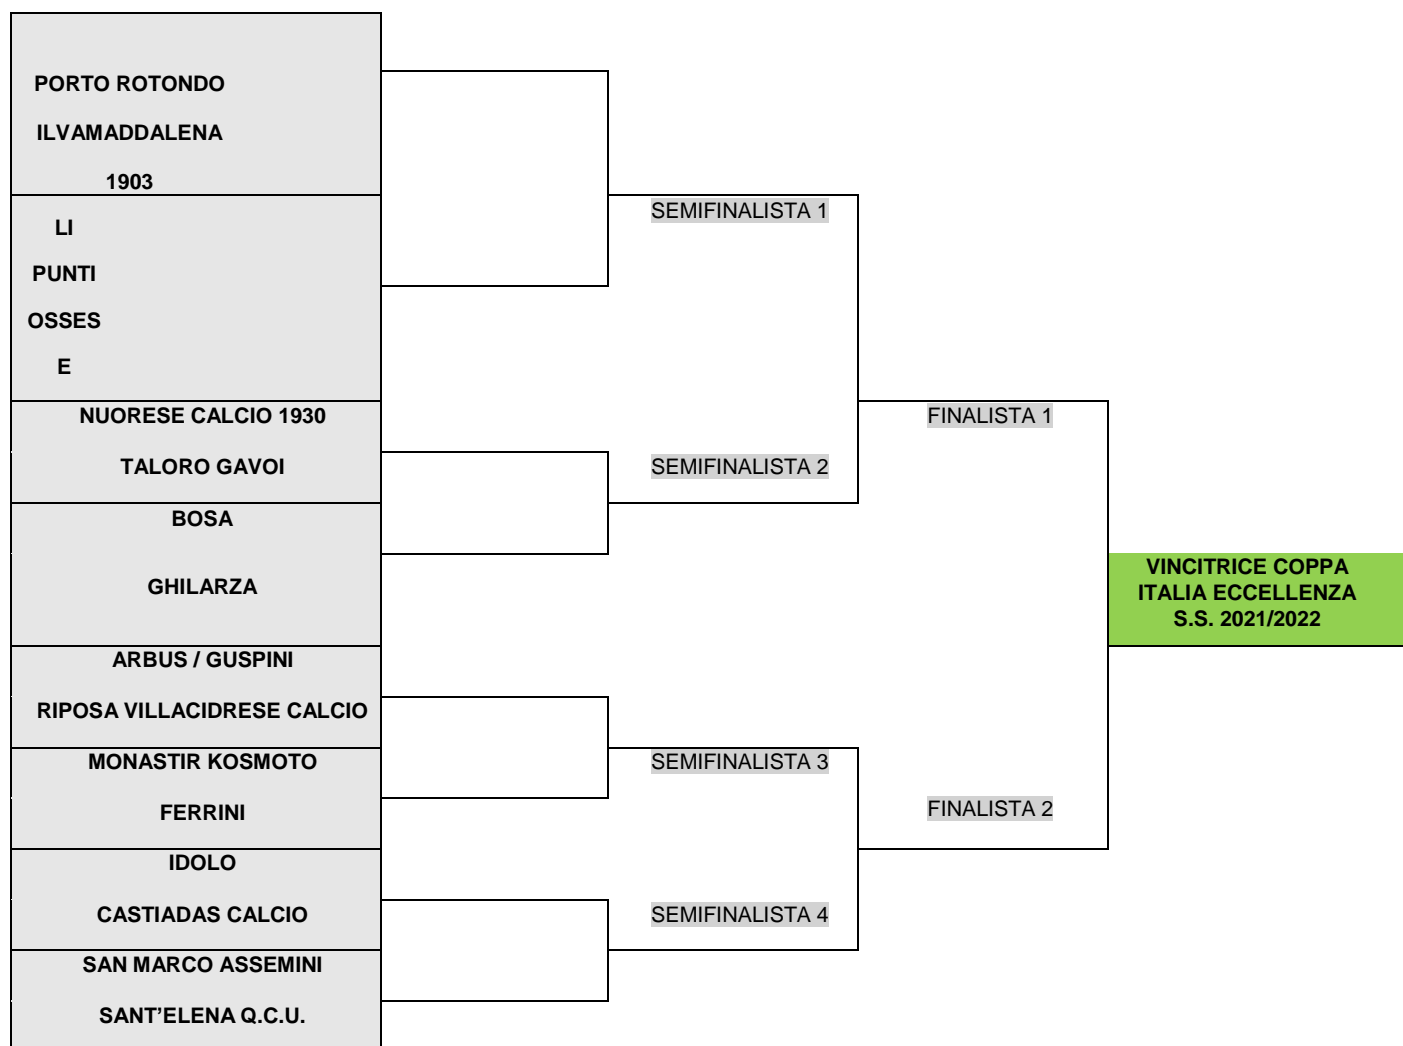 PORTO ROTONDO
ILVAMADDALENA
1903
SEMIFINALISTA 1
LI
PUNTI
OSSES
E
NUORESE CALCIO 1930
FINALISTA 1
TALORO GAVOI
SEMIFINALISTA 2
BOSA
GHILARZA
VINCITRICE COPPA
ITALIA ECCELLENZA
S.S. 2021/2022
ARBUS / GUSPINI
RIPOSA VILLACIDRESE CALCIO
MONASTIR KOSMOTO
SEMIFINALISTA 3
FERRINI
FINALISTA 2
IDOLO
CASTIADAS CALCIO
SEMIFINALISTA 4
SAN MARCO ASSEMINI
SANT’ELENA Q.C.U.